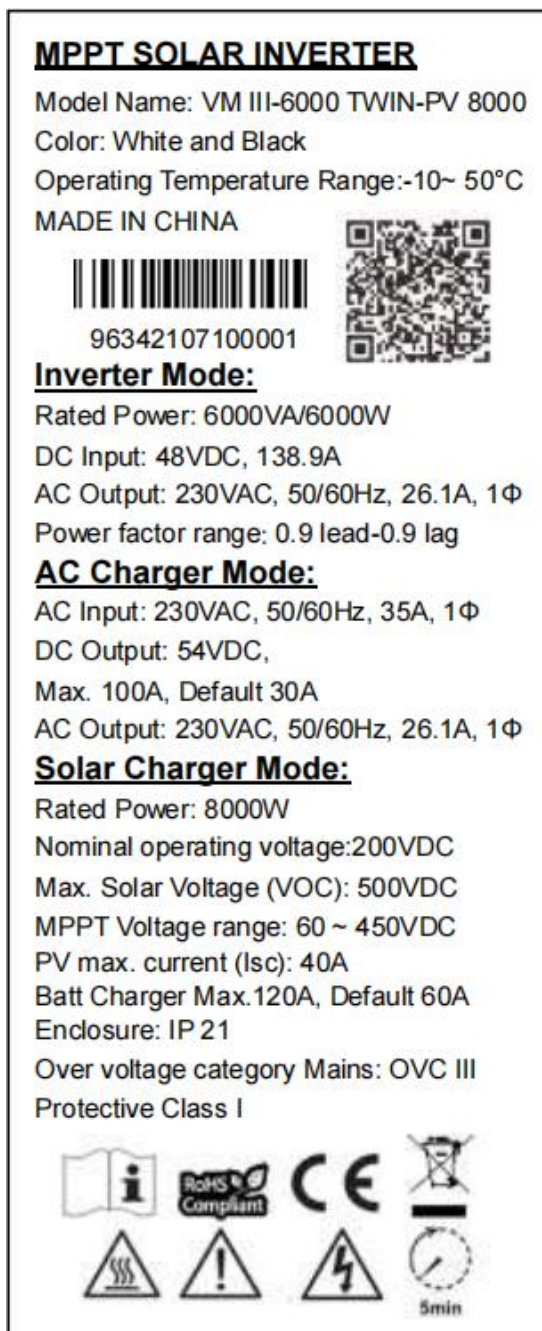 MPPT SOLAR INVERTER
Model Name: VM III-6000 TWIN-PV 8000
Color: White and Black
Operating Temperature Range:-10~ 50°C
MADE IN CHINA
96342107100001
Inverter Mode:
Rated Power: 6000VA/6000W
DC Input: 48VDC, 138.9A
AC Output: 230VAC, 50/60Hz, 26.1A, 1Φ
Power factor range: 0.9 lead-0.9 lag
AC Charger Mode:
AC Input: 230VAC, 50/60Hz, 35A, 1Φ
DC Output: 54VDC,
Max. 100A, Default 30A
AC Output: 230VAC, 50/60Hz, 26.1A, 1Φ
Solar Charger Mode:
Rated Power: 8000W
Nominal operating voltage:200VDC
Max. Solar Voltage (VOC): 500VDC
MPPT Voltage range: 60 ~ 450VDC
PV max. current (Isc): 40A
Batt Charger Max.120A, Default 60A
Enclosure: IP 21
Over voltage category Mains: OVC III
Protective Class I
i
RoHS
Compliant
CE
!
5min